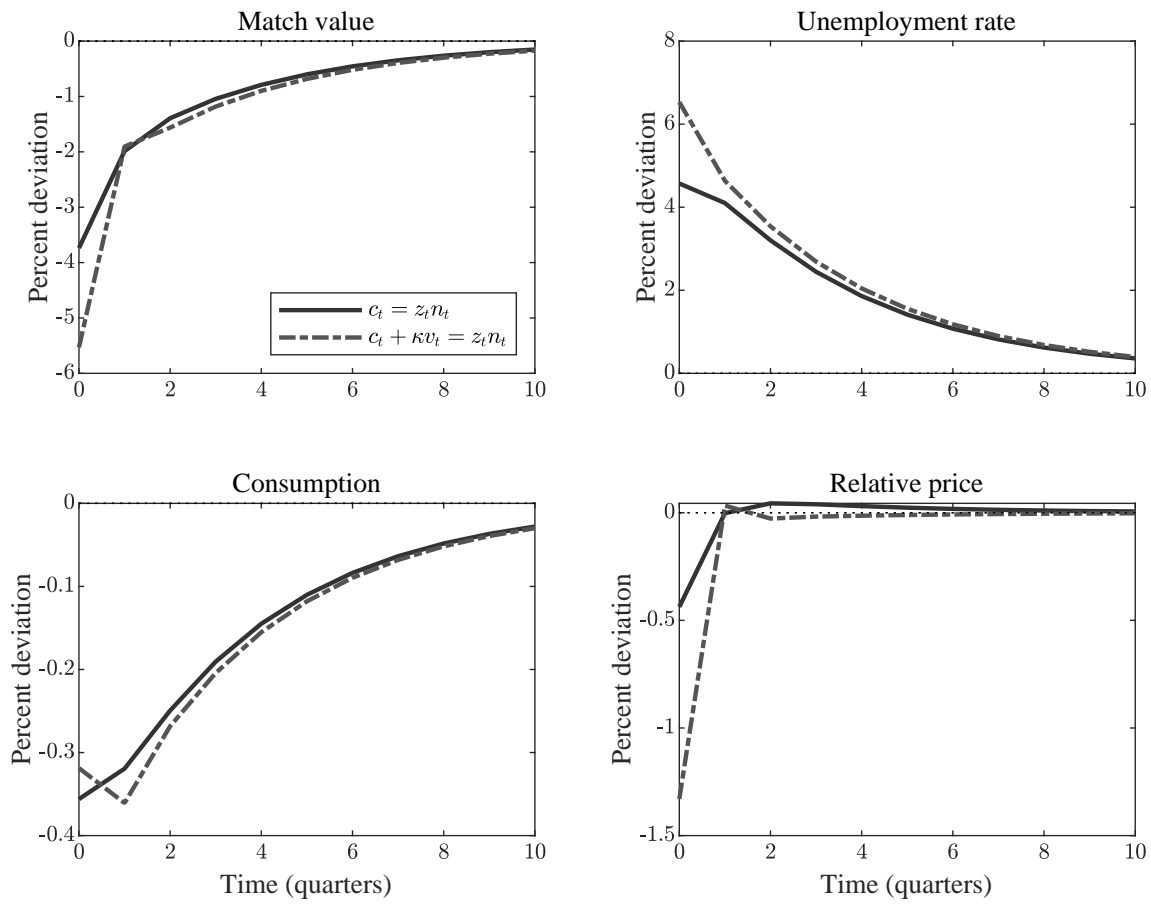 Match value
Percent deviation
0
-1
-2
-3
-4
-5
-6
0 2 4 6 8 10
c_t = z_t n_t
c_t + κv_t = z_t n_t
Unemployment rate
Percent deviation
8
6
4
2
0
0 2 4 6 8 10
Consumption
Percent deviation
0
-0.1
-0.2
-0.3
-0.4
0 2 4 6 8 10
Time (quarters)
Relative price
Percent deviation
0
-0.5
-1
-1.5
0 2 4 6 8 10
Time (quarters)